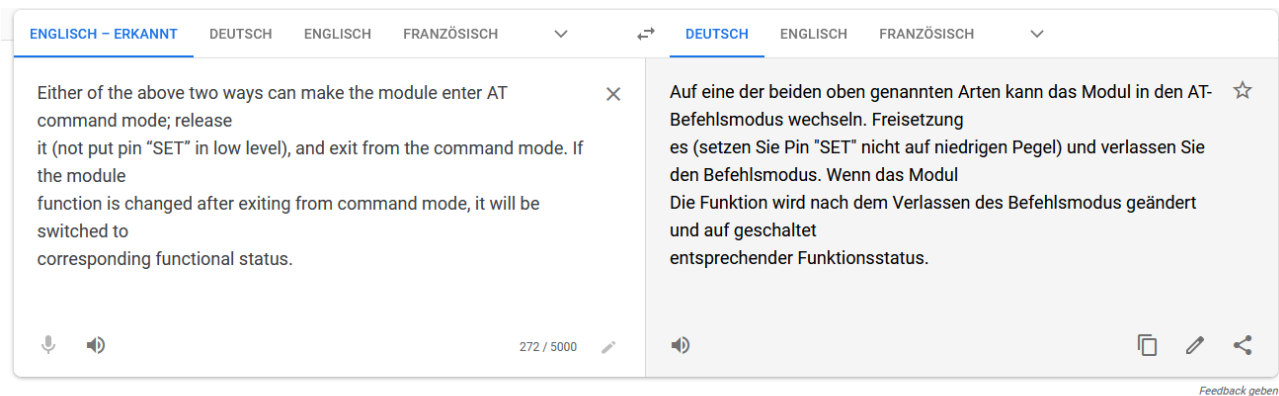 ENGLISCH – ERKANNT DEUTSCH ENGLISCH FRANZÖSISCH
DEUTSCH ENGLISCH FRANZÖSISCH
Either of the above two ways can make the module enter AT
command mode; release
it (not put pin “SET” in low level), and exit from the command mode. If
the module
function is changed after exiting from command mode, it will be
switched to
corresponding functional status.
272 / 5000
Auf eine der beiden oben genannten Arten kann das Modul in den AT-
Befehlsmodus wechseln. Freisetzung
es (setzen Sie Pin "SET" nicht auf niedrigen Pegel) und verlassen Sie
den Befehlsmodus. Wenn das Modul
Die Funktion wird nach dem Verlassen des Befehlsmodus geändert
und auf geschaltet
entsprechender Funktionsstatus.
Feedback geben